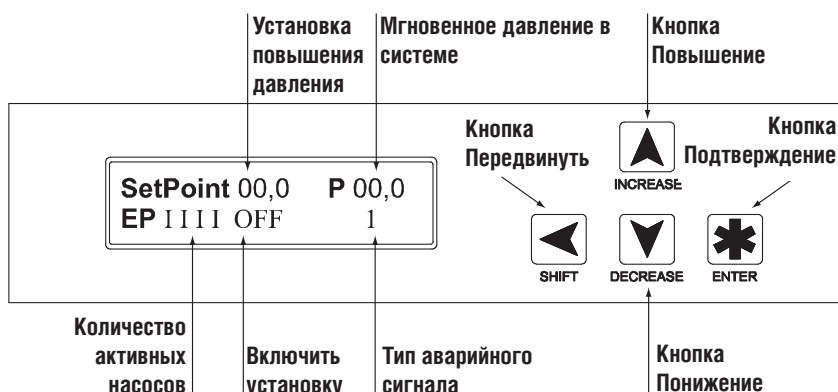 Установка повышения давления
Мгновенное давление в системе
Кнопка Повышение
Кнопка Передвинуть
Кнопка Подтверждение
INCREASE
SetPoint 00,0 P 00,0
EP I I I I OFF 1
SHIFT
DECREASE
ENTER
Количество активных насосов
Включить установку
Тип аварийного сигнала
Кнопка Понижение